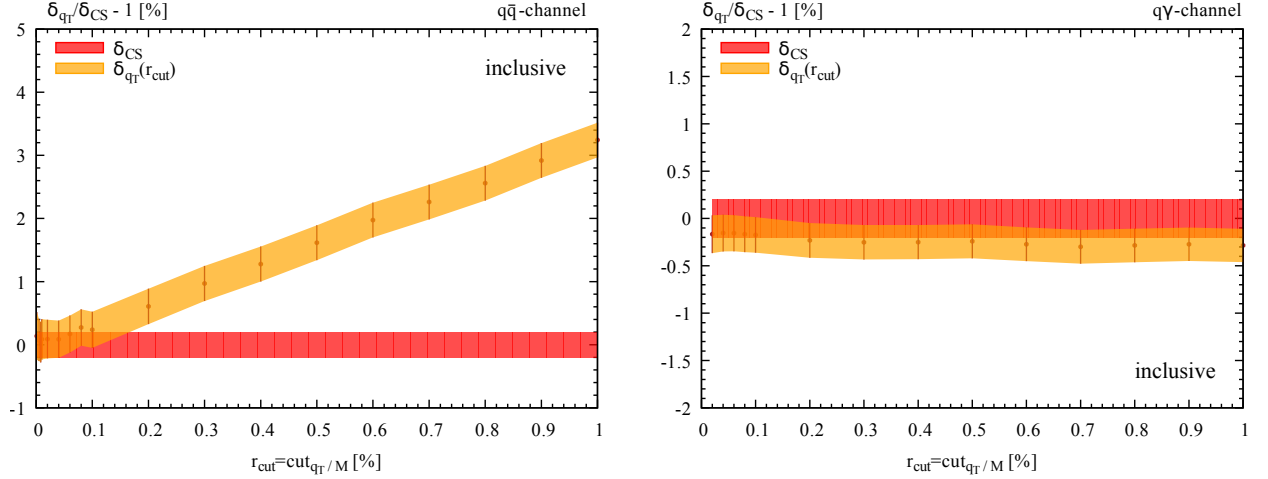 δqT/δCS - 1 [%] qq̄-channel
5
4
3
2
1
0
-1
δCS
δqT(rcut)
inclusive
0 0.1 0.2 0.3 0.4 0.5 0.6 0.7 0.8 0.9 1
rcut=cutqT/M [%]
δqT/δCS - 1 [%] qγ-channel
2
1.5
1
0.5
0
-0.5
-1
-1.5
-2
δCS
δqT(rcut)
inclusive
0 0.1 0.2 0.3 0.4 0.5 0.6 0.7 0.8 0.9 1
rcut=cutqT/M [%]